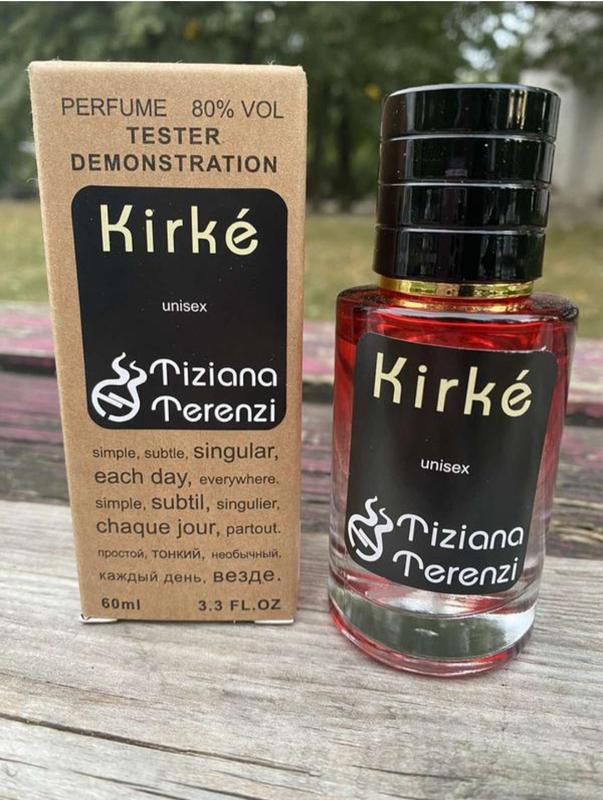 PERFUME 80% VOL
TESTER
DEMONSTRATION
Kirké
unisex
Tiziana
Terenzi
simple, subtle, singular,
each day, everywhere.
simple, subtil, singulier,
chaque jour, partout.
простой, тонкий, необычный,
каждый день, везде.
60ml 3.3 FL.OZ
Kirké
unisex
Tiziana
Terenzi